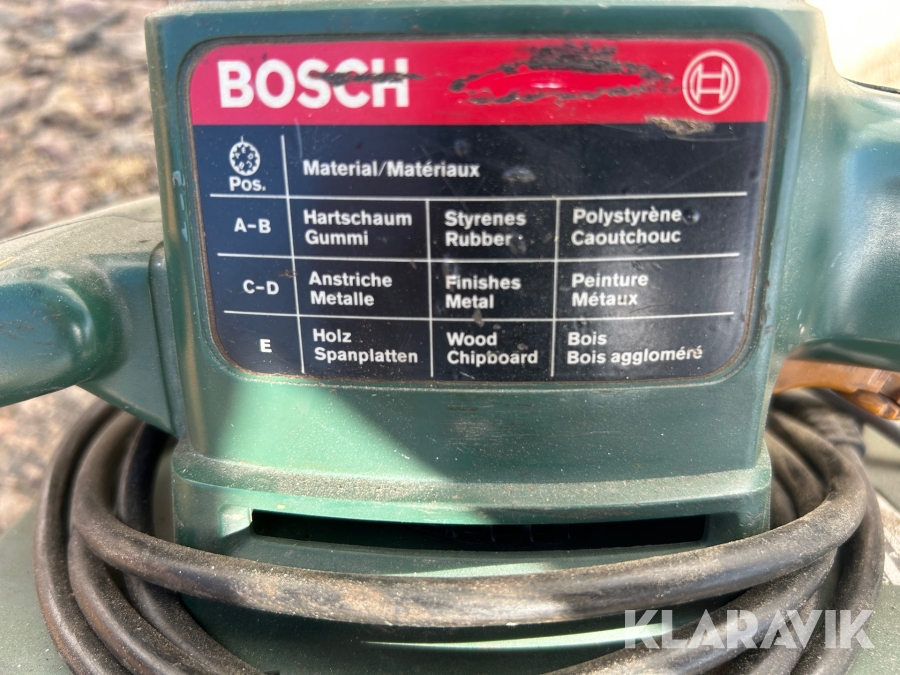 BOSCH
Pos. Material/Matériaux
A-B Hartschaum Styrenes Polystyrène
Gummi Rubber Caoutchouc
C-D Anstriche Finishes Peinture
Metalle Metal Métaux
E Holz Wood Bois
Spanplatten Chipboard Bois aggloméré
KLARAVIK